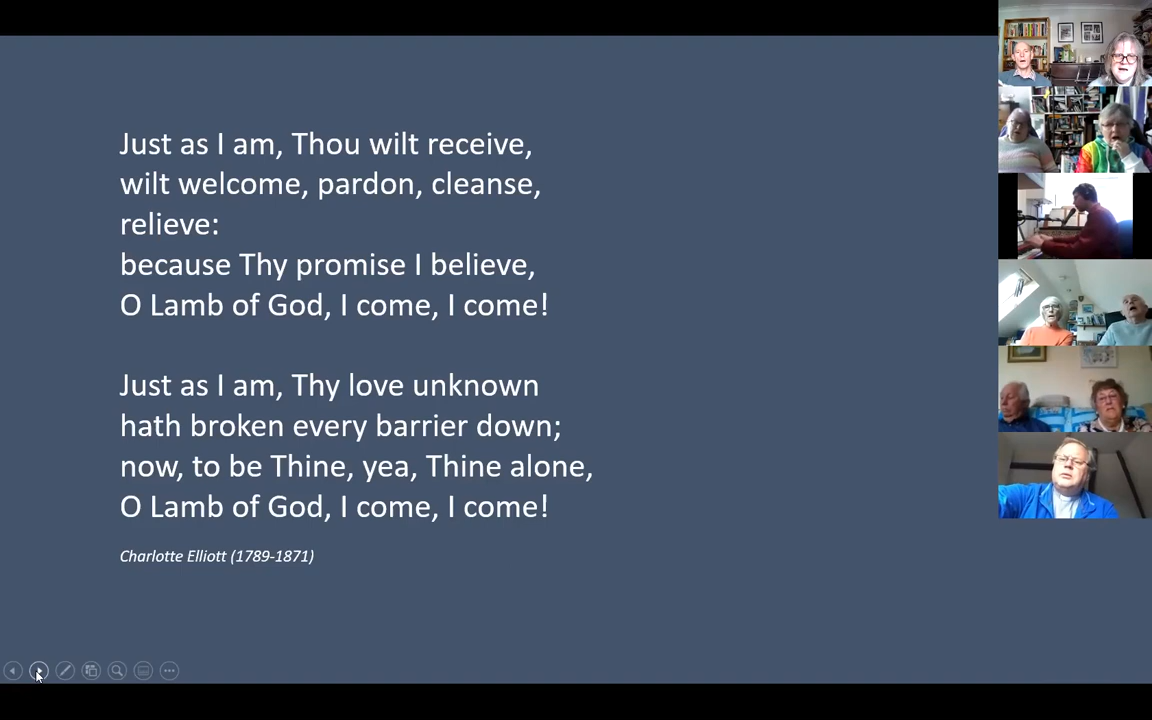 Just as I am, Thou wilt receive,
wilt welcome, pardon, cleanse,
relieve:
because Thy promise I believe,
O Lamb of God, I come, I come!
Just as I am, Thy love unknown
hath broken every barrier down;
now, to be Thine, yea, Thine alone,
O Lamb of God, I come, I come!
Charlotte Elliott (1789-1871)